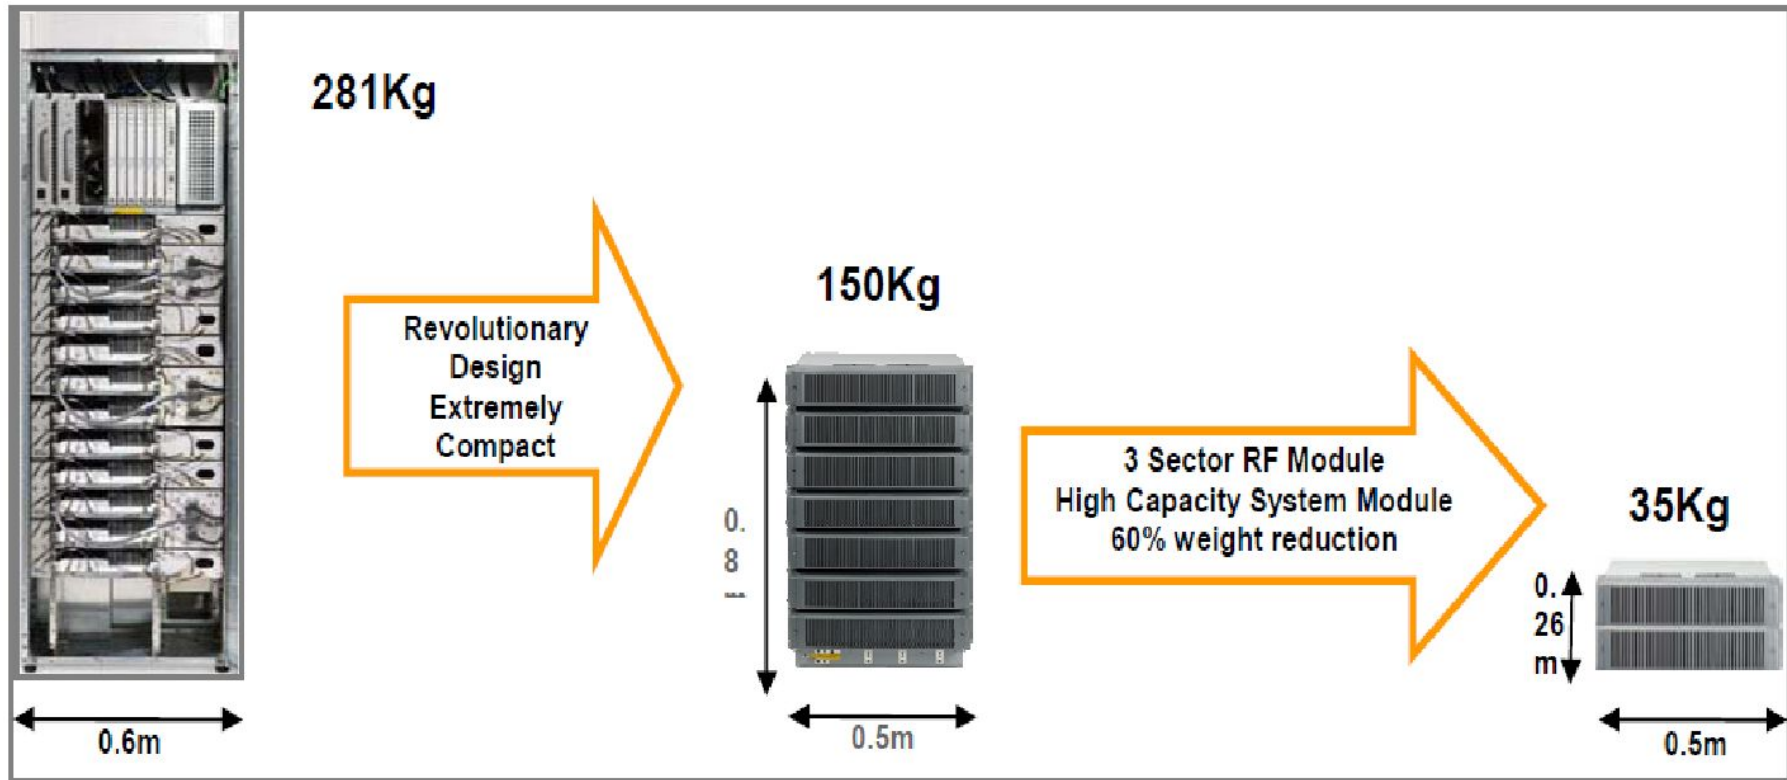 281Kg
Revolutionary
Design
Extremely
Compact
150Kg
0.
8
0.5m
3 Sector RF Module
High Capacity System Module
60% weight reduction
35Kg
0.
26
m
0.5m
0.6m